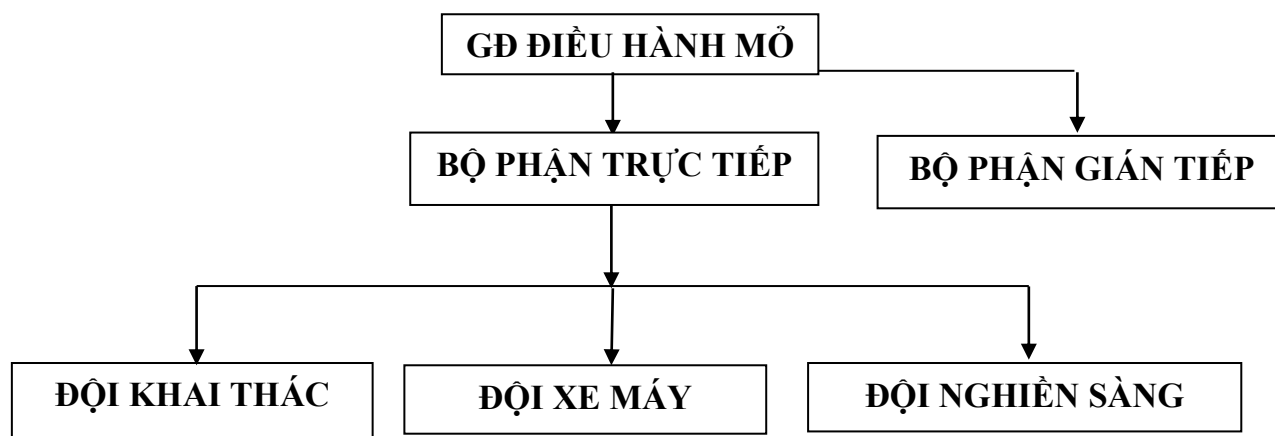 GĐ ĐIỀU HÀNH MỎ
BỘ PHẬN TRỰC TIẾP
BỘ PHẬN GIÁN TIẾP
ĐỘI KHAI THÁC
ĐỘI XE MÁY
ĐỘI NGHIỀN SÀNG